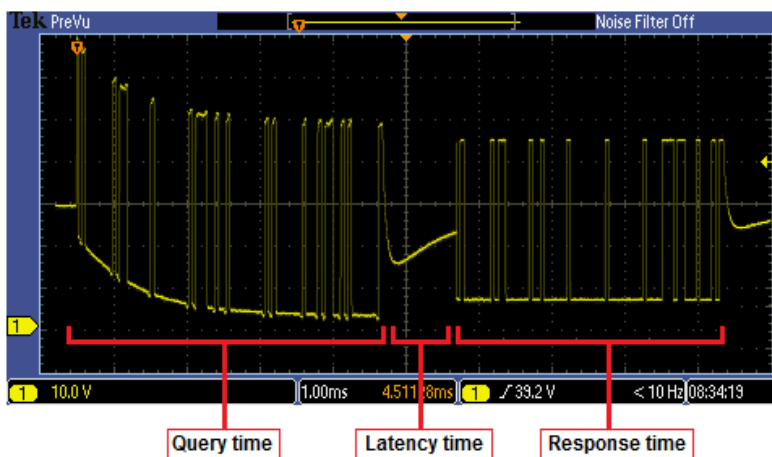 Tek PreVu Noise Filter Off
T
T
1
1 10.0 V 1.00ms 1 39.2 V < 10 Hz 08:34:19
Query time Latency time Response time